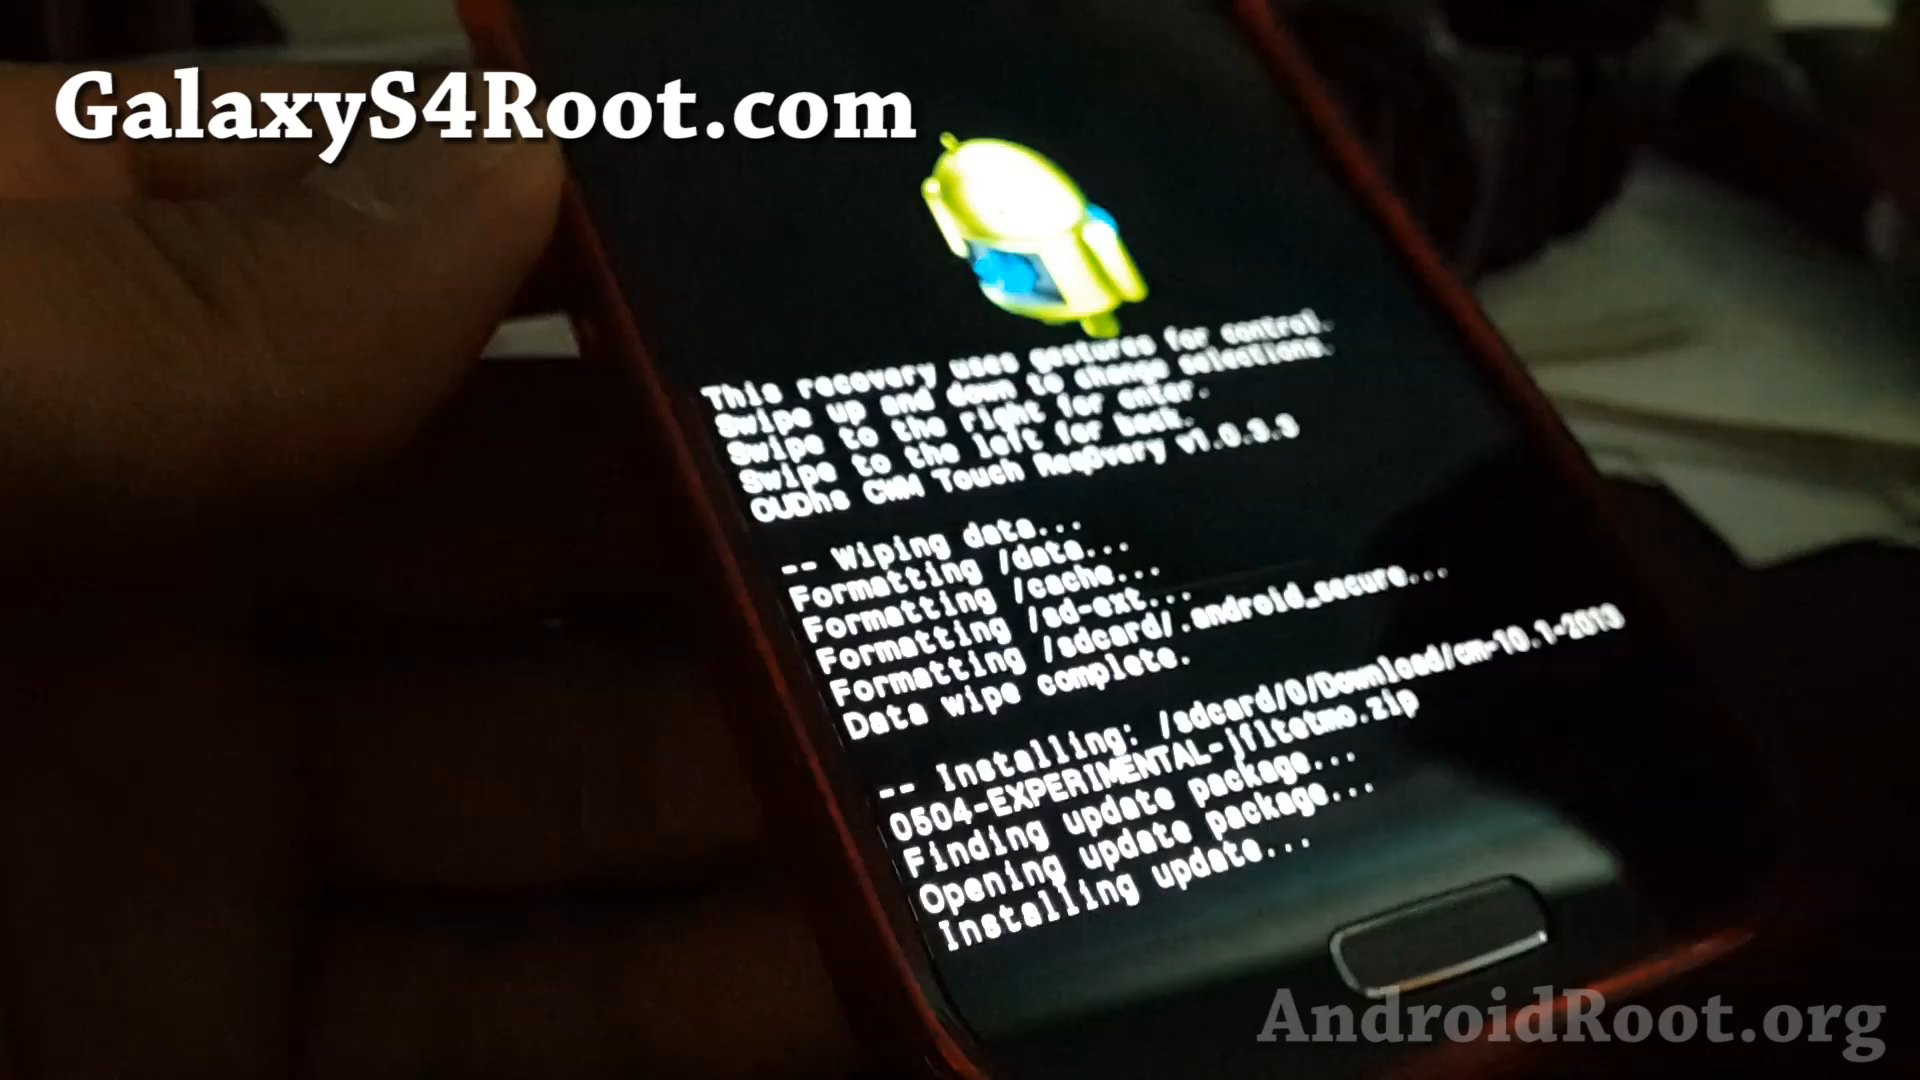 GalaxyS4Root.com
This recovery uses gestures for control.
Swipe up and down to change selections.
Swipe to the right for enter.
Swipe to the left for back.
OUDhs CWM Touch Recovery v1.0.3.3
-- Wiping data...
Formatting /data...
Formatting /cache...
Formatting /sd-ext...
Formatting /sdcard/.android_secure...
Data wipe complete.
-- Installing: /sdcard/0/Download/cm-10.1-2013
0504-EXPERIMENTAL-jfltetmo.zip
Finding update package...
Opening update package...
Installing update...
AndroidRoot.org